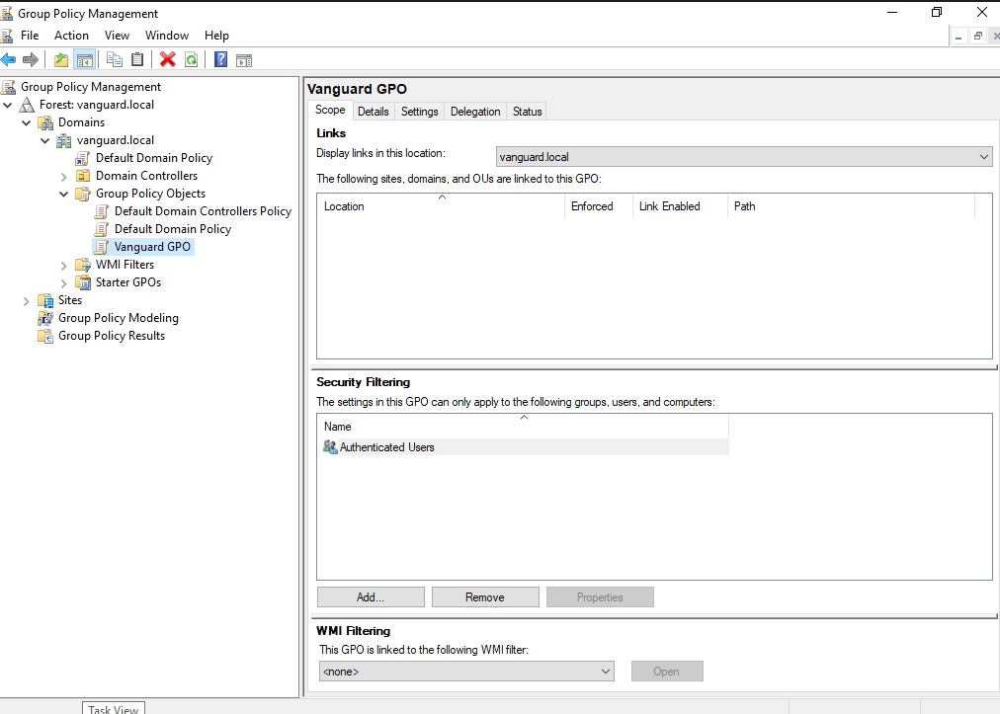 Group Policy Management
File Action View Window Help
Group Policy Management
Forest: vanguard.local
Domains
vanguard.local
Default Domain Policy
Domain Controllers
Group Policy Objects
Default Domain Controllers Policy
Default Domain Policy
Vanguard GPO
WMI Filters
Starter GPOs
Sites
Group Policy Modeling
Group Policy Results
Vanguard GPO
Scope Details Settings Delegation Status
Links
Display links in this location: vanguard.local
The following sites, domains, and OUs are linked to this GPO:
Location Enforced Link Enabled Path
Security Filtering
The settings in this GPO can only apply to the following groups, users, and computers:
Name
Authenticated Users
Add... Remove Properties
WMI Filtering
This GPO is linked to the following WMI filter:
<none> Open
Task View